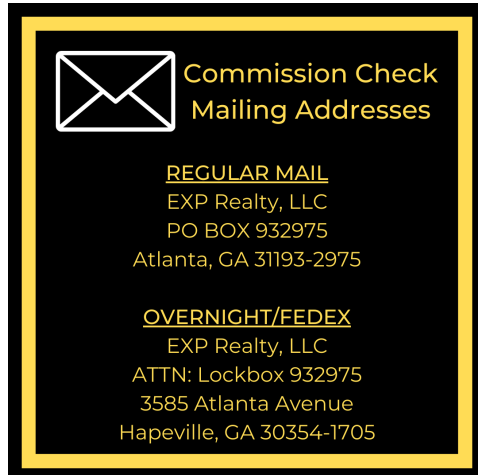 Commission Check
Mailing Addresses
REGULAR MAIL
EXP Realty, LLC
PO BOX 932975
Atlanta, GA 31193-2975
OVERNIGHT/FEDEX
EXP Realty, LLC
ATTN: Lockbox 932975
3585 Atlanta Avenue
Hapeville, GA 30354-1705